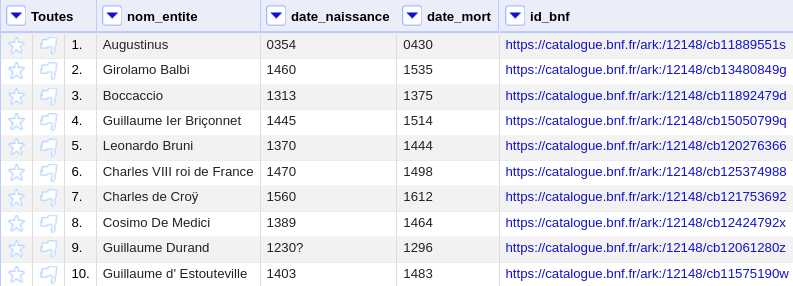 Toutes nom_entite date_naissance date_mort id_bnf
1. Augustinus 0354 0430 https://catalogue.bnf.fr/ark:/12148/cb11889551s
2. Girolamo Balbi 1460 1535 https://catalogue.bnf.fr/ark:/12148/cb13480849g
3. Boccaccio 1313 1375 https://catalogue.bnf.fr/ark:/12148/cb11892479d
4. Guillaume Ier Briçonnet 1445 1514 https://catalogue.bnf.fr/ark:/12148/cb15050799q
5. Leonardo Bruni 1370 1444 https://catalogue.bnf.fr/ark:/12148/cb120276366
6. Charles VIII roi de France 1470 1498 https://catalogue.bnf.fr/ark:/12148/cb125374988
7. Charles de Croÿ 1560 1612 https://catalogue.bnf.fr/ark:/12148/cb121753692
8. Cosimo De Medici 1389 1464 https://catalogue.bnf.fr/ark:/12148/cb12424792x
9. Guillaume Durand 1230? 1296 https://catalogue.bnf.fr/ark:/12148/cb12061280z
10. Guillaume d' Estouteville 1403 1483 https://catalogue.bnf.fr/ark:/12148/cb11575190w